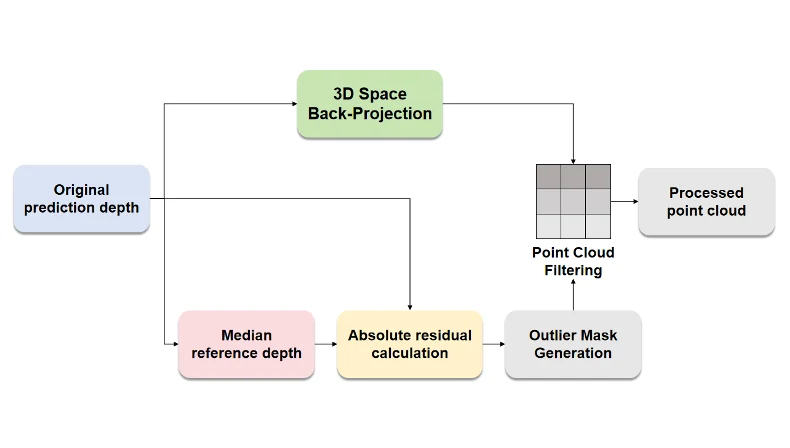 3D Space
Back-Projection
Original
prediction depth
Processed
point cloud
Point Cloud
Filtering
Median
reference depth
Absolute residual
calculation
Outlier Mask
Generation